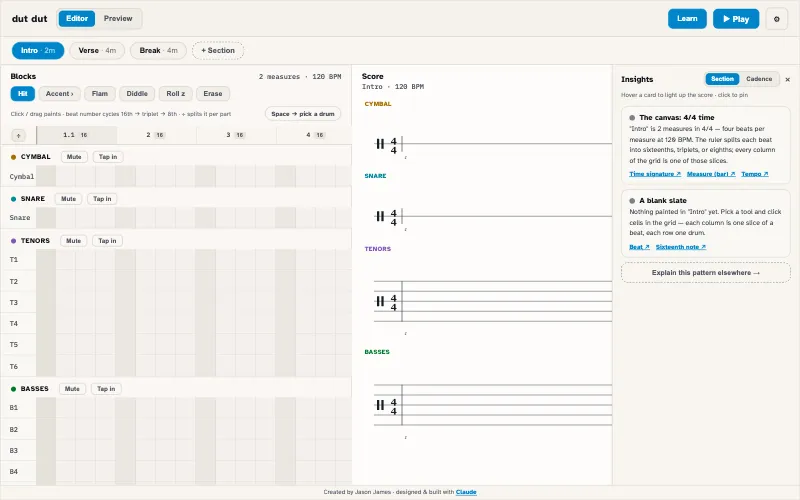 dut dut Editor Preview Learn ▶ Play
Intro · 2m Verse · 4m Break · 4m + Section
Blocks 2 measures · 120 BPM
Hit Accent › Flam Diddle Roll z Erase
Click / drag paints · beat number cycles 16th → triplet → 8th · ÷ splits it per part
Space → pick a drum
÷ 1.1 16 2 16 3 16 4 16
CYMBAL Mute Tap in
Cymbal
SNARE Mute Tap in
Snare
TENORS Mute Tap in
T1
T2
T3
T4
T5
T6
BASSES Mute Tap in
B1
B2
B3
B4
Score
Intro · 120 BPM
CYMBAL
4
4
SNARE
4
4
TENORS
4
4
BASSES
4
4
Insights Section Cadence ×
Hover a card to light up the score · click to pin
The canvas: 4/4 time
"Intro" is 2 measures in 4/4 — four beats per
measure at 120 BPM. The ruler splits each beat
into sixteenths, triplets, or eighths; every column
of the grid is one of those slices.
Time signature ↗ Measure (bar) ↗ Tempo ↗
A blank slate
Nothing painted in "Intro" yet. Pick a tool and click
cells in the grid — each column is one slice of a
beat, each row one drum.
Beat ↗ Sixteenth note ↗
Explain this pattern elsewhere →
Created by Jason James · designed & built with Claude